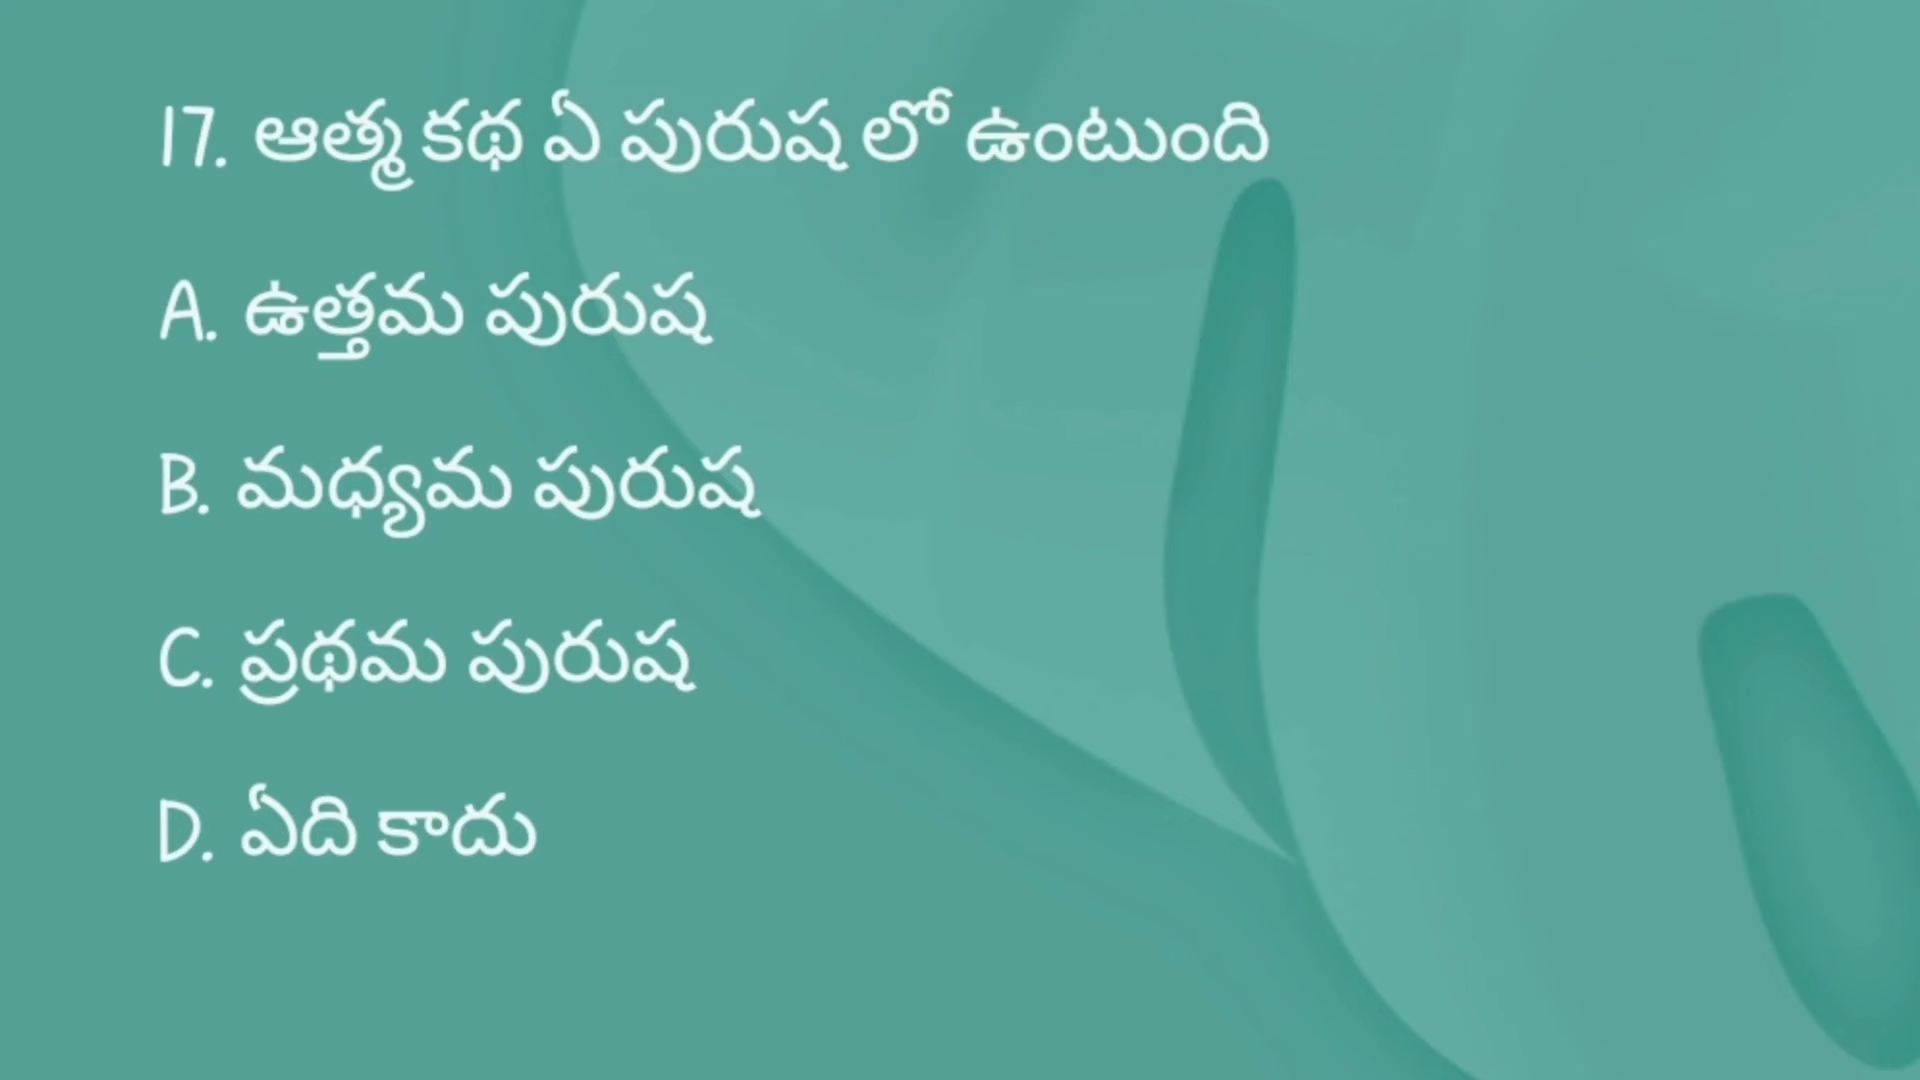 17. ఆత్మ కథ ఏ పురుష లో ఉంటుంది
A. ఉత్తమ పురుష
B. మధ్యమ పురుష
C. ప్రథమ పురుష
D. ఏది కాదు